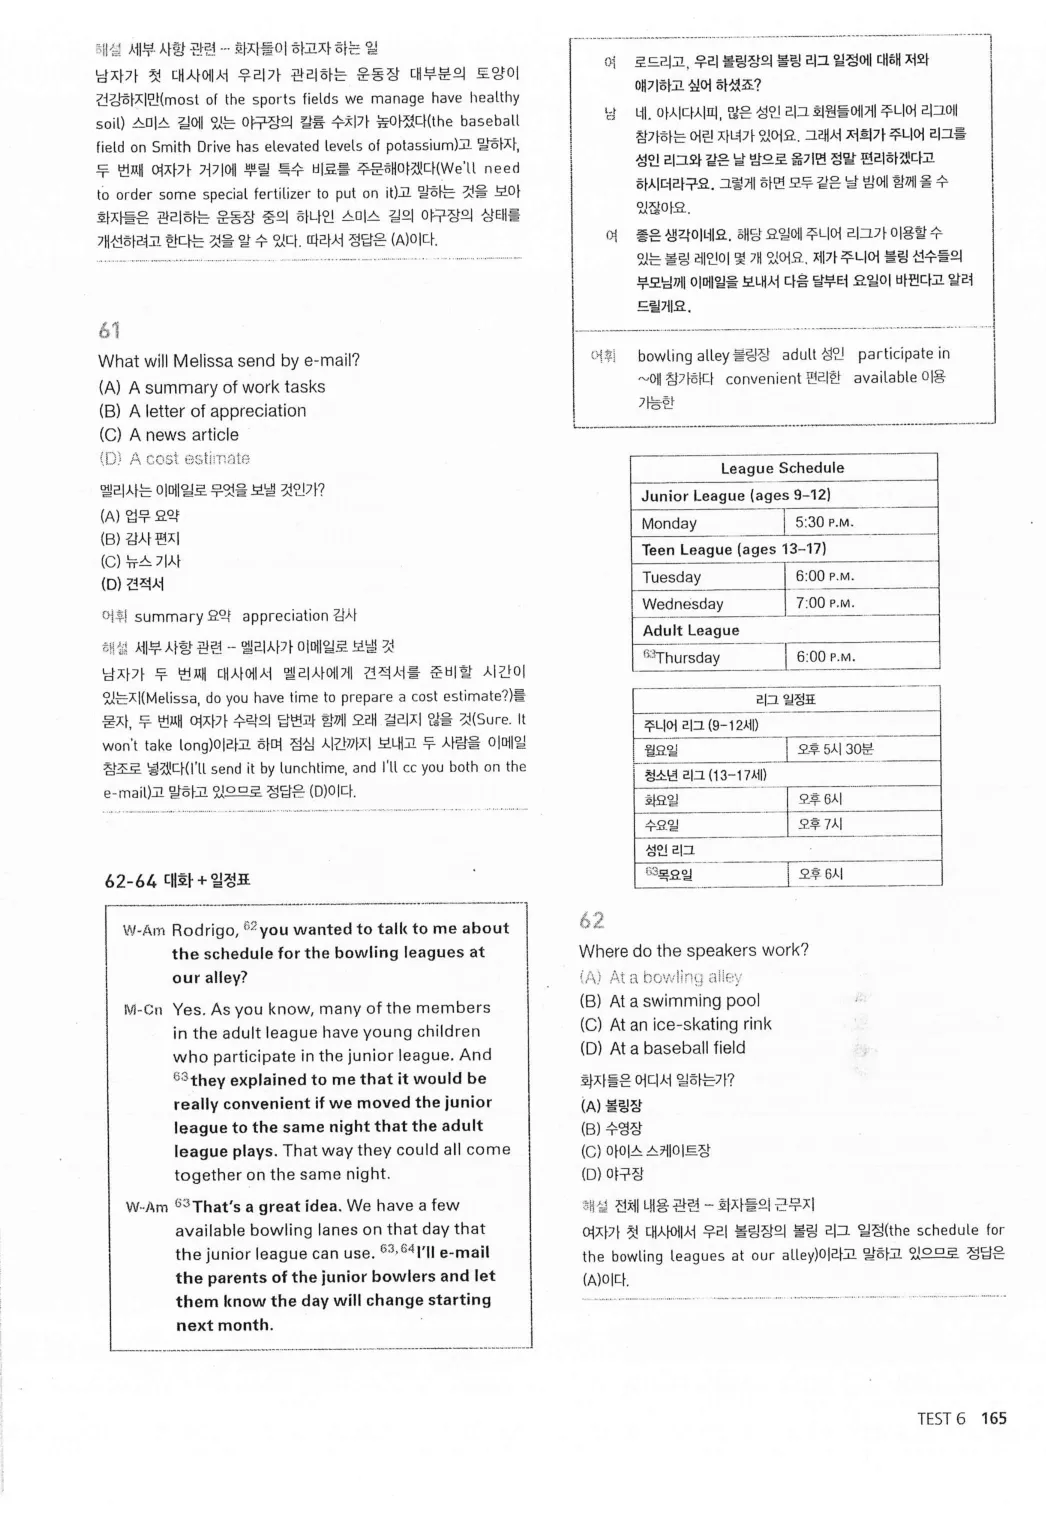 해설 세부 사항 관련 -- 화자들이 하고자 하는 일
남자가 첫 대사에서 우리가 관리하는 운동장 대부분의 토양이
건강하지만(most of the sports fields we manage have healthy
soil) 스미스 길에 있는 야구장의 칼륨 수치가 높아졌다(the baseball
field on Smith Drive has elevated levels of potassium)고 말하자,
두 번째 여자가 거기에 뿌릴 특수 비료를 주문해야겠다(We'll need
to order some special fertilizer to put on it)고 말하는 것을 보아
화자들은 관리하는 운동장 중의 하나인 스미스 길의 야구장의 상태를
개선하려고 한다는 것을 알 수 있다. 따라서 정답은 (A)이다.
61
What will Melissa send by e-mail?
(A) A summary of work tasks
(B) A letter of appreciation
(C) A news article
(D) A cost estimate
멜리사는 이메일로 무엇을 보낼 것인가?
(A) 업무 요약
(B) 감사 편지
(C) 뉴스 기사
(D) 견적서
어휘 summary 요약 appreciation 감사
해설 세부 사항 관련 -- 멜리사가 이메일로 보낼 것
남자가 두 번째 대사에서 멜리사에게 견적서를 준비할 시간이
있는지(Melissa, do you have time to prepare a cost estimate?)를
묻자, 두 번째 여자가 수락의 답변과 함께 오래 걸리지 않을 것(Sure. It
won't take long)이라고 하며 점심 시간까지 보내고 두 사람을 이메일
참조로 넣겠다(I'll send it by lunchtime, and I'll cc you both on the
e-mail)고 말하고 있으므로 정답은 (D)이다.
62-64 대화 + 일정표
W-Am Rodrigo, 62you wanted to talk to me about
the schedule for the bowling leagues at
our alley?
M-Cn Yes. As you know, many of the members
in the adult league have young children
who participate in the junior league. And
63they explained to me that it would be
really convenient if we moved the junior
league to the same night that the adult
league plays. That way they could all come
together on the same night.
W-Am 63That's a great idea. We have a few
available bowling lanes on that day that
the junior league can use. 63,64I'll e-mail
the parents of the junior bowlers and let
them know the day will change starting
next month.
여 로드리고, 우리 볼링장의 볼링 리그 일정에 대해 저와
얘기하고 싶어 하셨죠?
남 네. 아시다시피, 많은 성인 리그 회원들에게 주니어 리그에
참가하는 어린 자녀가 있어요. 그래서 저희가 주니어 리그를
성인 리그와 같은 날 밤으로 옮기면 정말 편리하겠다고
하시더라구요. 그렇게 하면 모두 같은 날 밤에 함께 올 수
있잖아요.
여 좋은 생각이네요. 해당 요일에 주니어 리그가 이용할 수
있는 볼링 레인이 몇 개 있어요. 제가 주니어 볼링 선수들의
부모님께 이메일을 보내서 다음 달부터 요일이 바뀐다고 알려
드릴게요.
어휘 bowling alley 볼링장 adult 성인 participate in
~에 참가하다 convenient 편리한 available 이용
가능한
League Schedule
Junior League (ages 9–12)
Monday 5:30 P.M.
Teen League (ages 13–17)
Tuesday 6:00 P.M.
Wednesday 7:00 P.M.
Adult League
63Thursday 6:00 P.M.
리그 일정표
주니어 리그 (9–12세)
월요일 오후 5시 30분
청소년 리그 (13–17세)
화요일 오후 6시
수요일 오후 7시
성인 리그
63목요일 오후 6시
62
Where do the speakers work?
(A) At a bowling alley
(B) At a swimming pool
(C) At an ice-skating rink
(D) At a baseball field
화자들은 어디서 일하는가?
(A) 볼링장
(B) 수영장
(C) 아이스 스케이트장
(D) 야구장
해설 전체 내용 관련 – 화자들의 근무지
여자가 첫 대사에서 우리 볼링장의 볼링 리그 일정(the schedule for
the bowling leagues at our alley)이라고 말하고 있으므로 정답은
(A)이다.
TEST 6 165